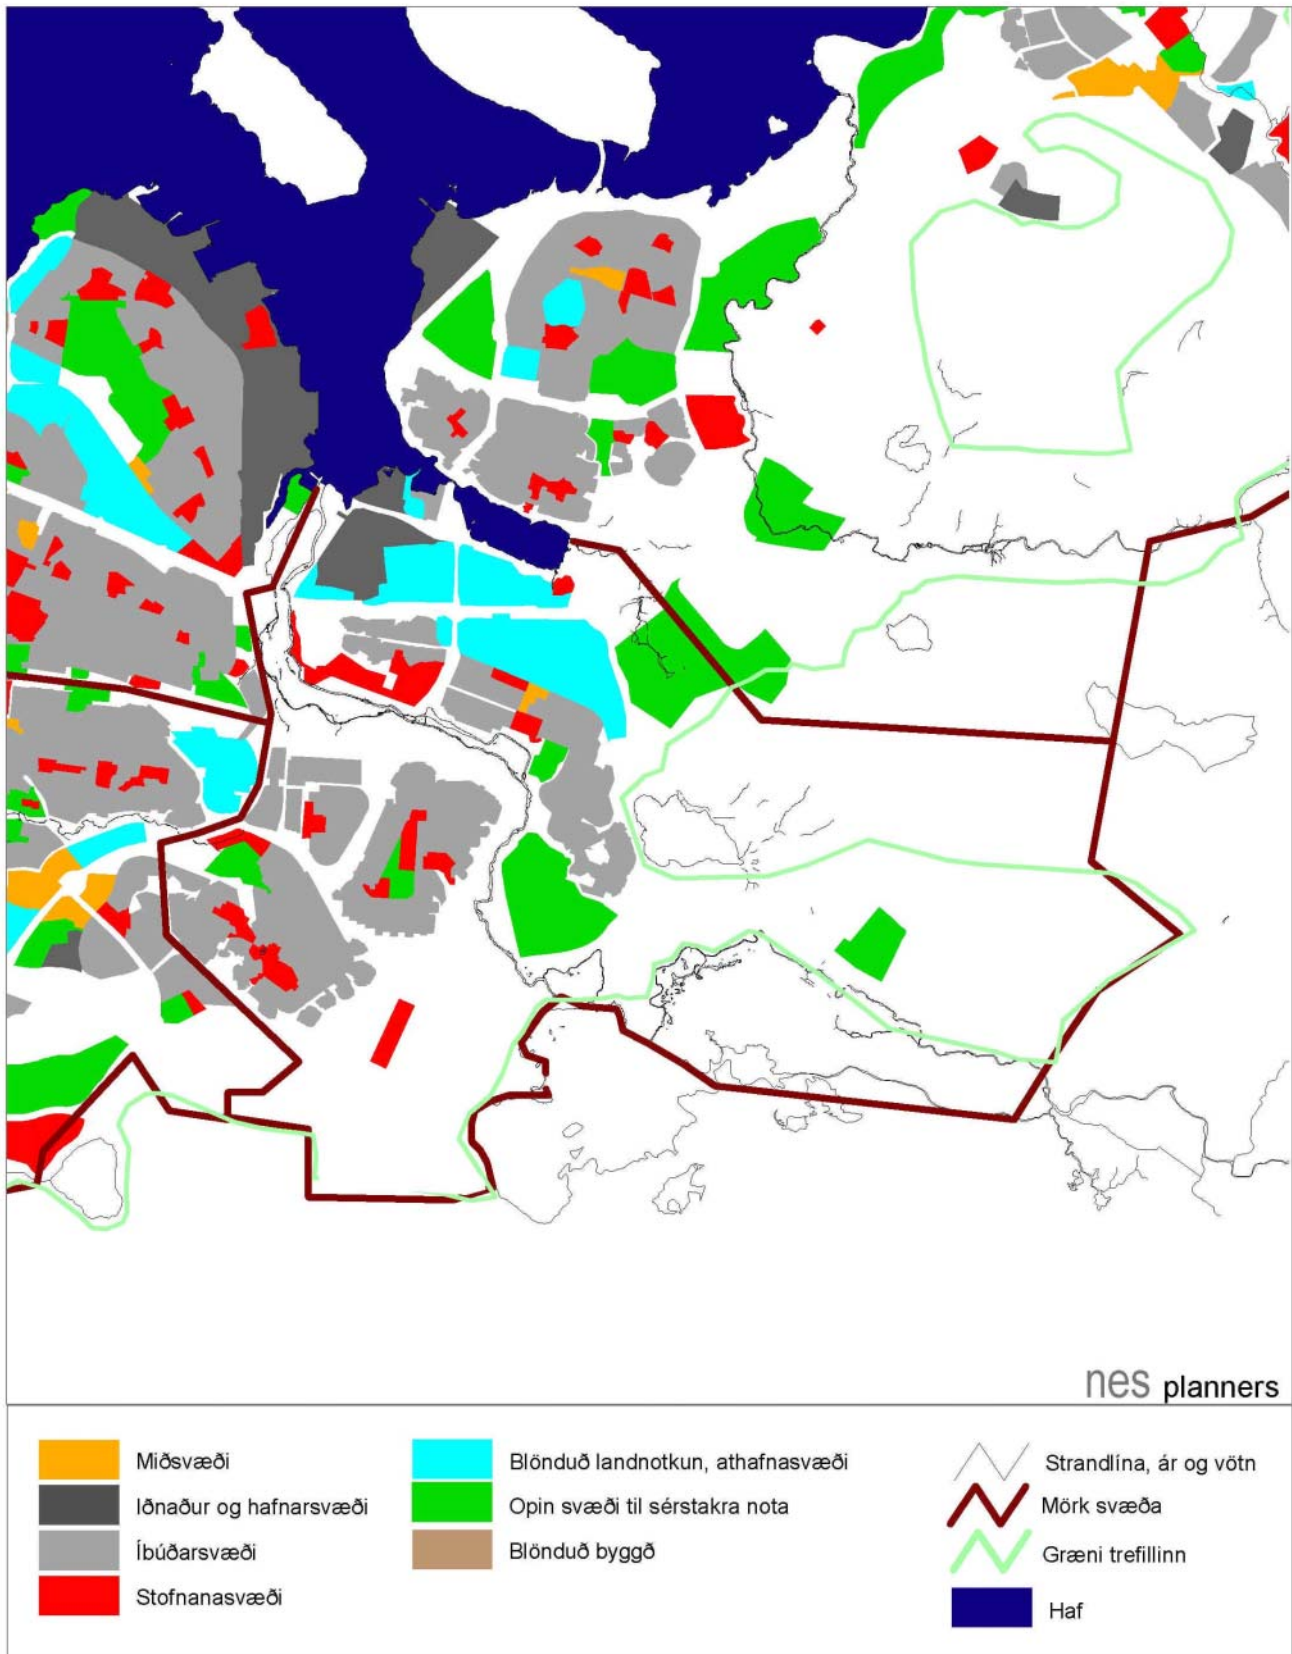 nes planners
Miðsvæði
Iðnaður og hafnarsvæði
Íbúðarsvæði
Stofnanasvæði
Blönduð landnotkun, athafnasvæði
Opin svæði til sérstakra nota
Blönduð byggð
Strandlína, ár og vötn
Mörk svæða
Græni trefillinn
Haf